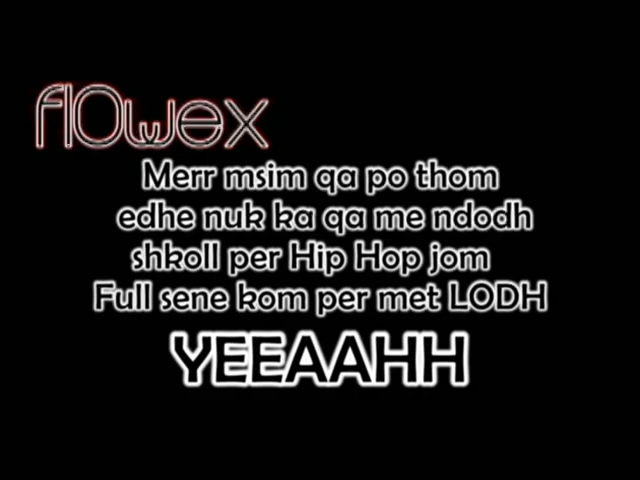 flOwex
Merr msim qa po thom
edhe nuk ka qa me ndodh
shkoll per Hip Hop jom
Full sene kom per met LODH
YEEAAHH